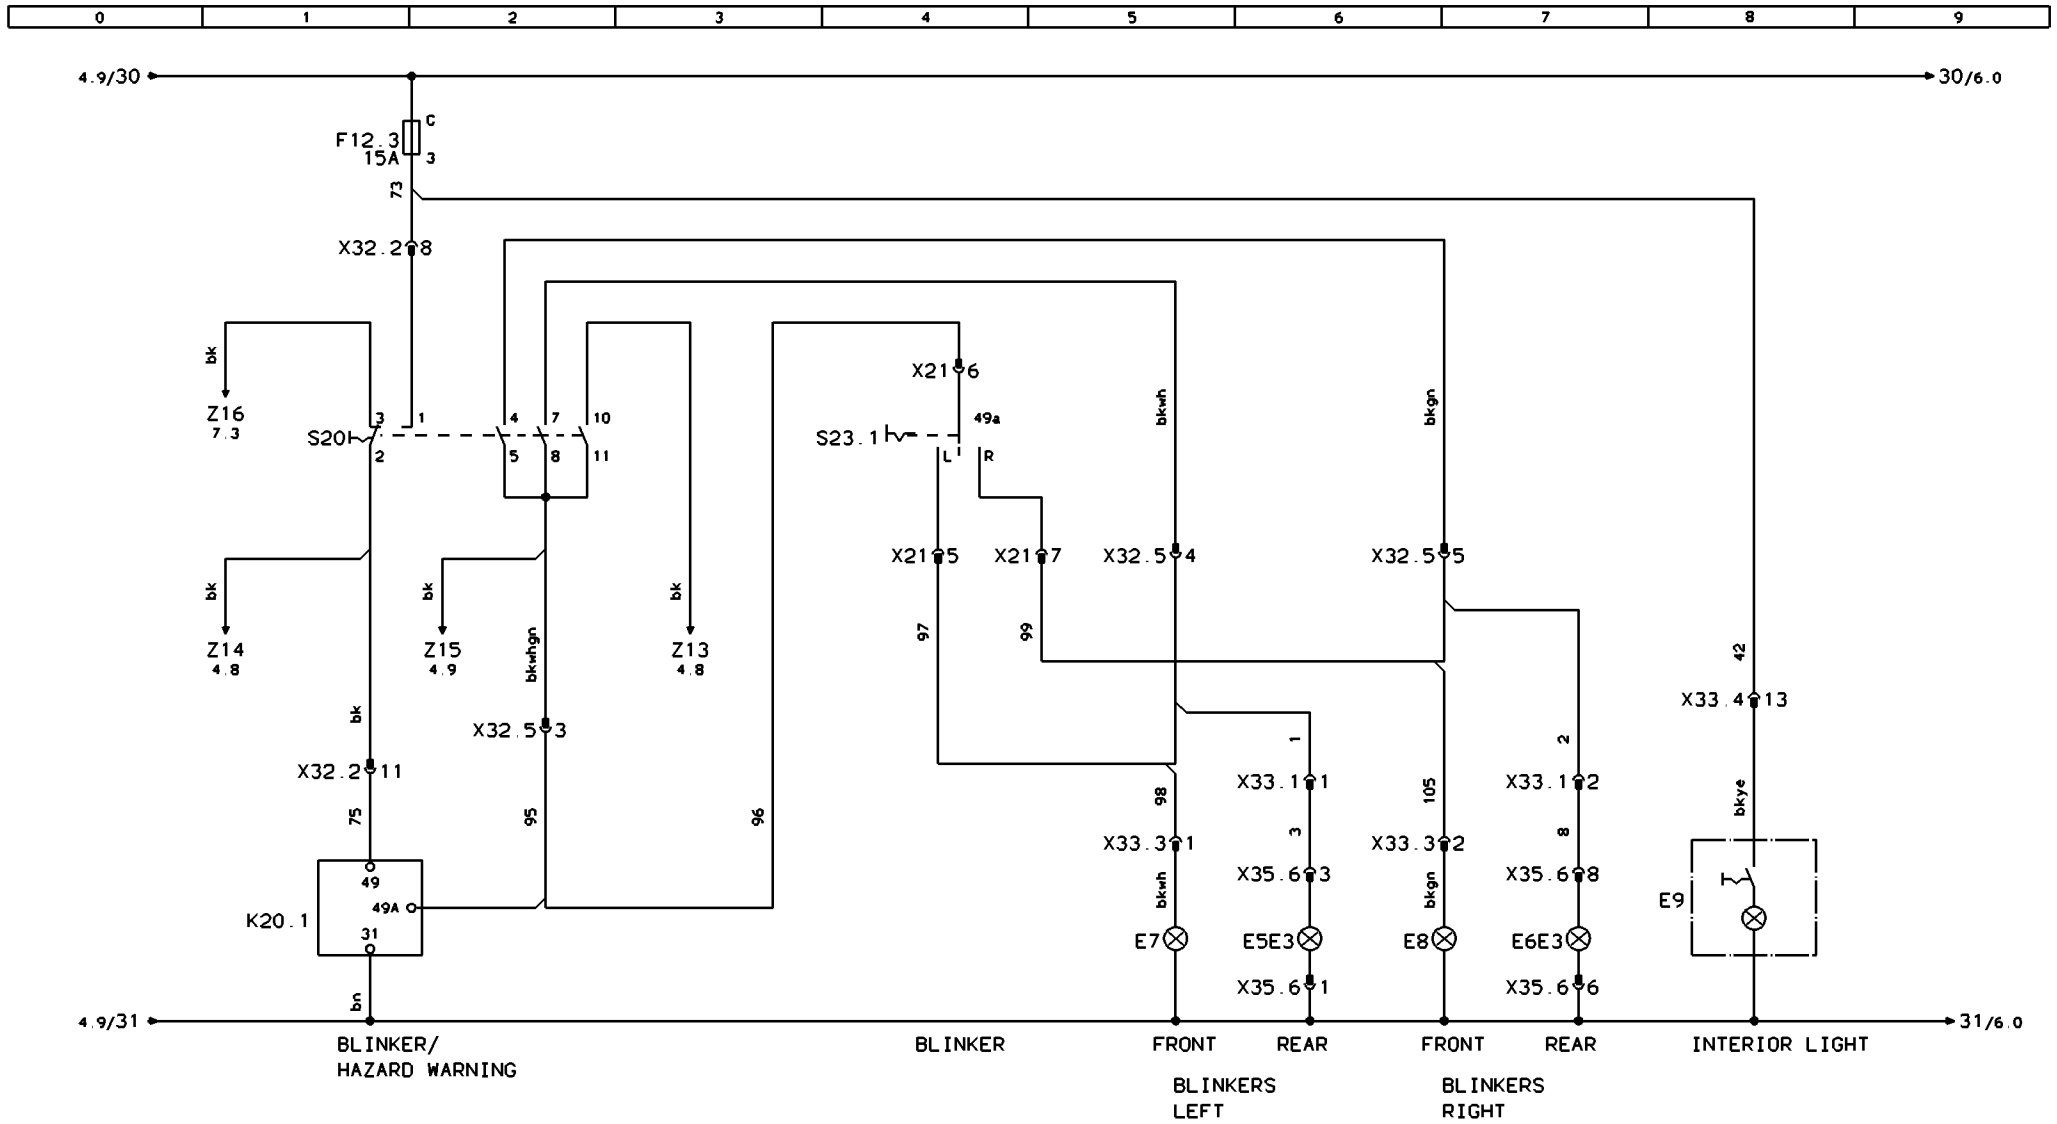 0 1 2 3 4 5 6 7 8 9
4.9/30 30/6.0
F12.3 C
15A 3
73
X32.2 8
bk
Z16
7.3
3 1
S20
2
4 7 10
5 8 11
X21 6
49a
S23.1
L R
bkwh
bkgn
X21 5
X21 7
X32.5 4
X32.5 5
bk
Z14
4.8
bk
Z15
4.9
bkwhgn
bk
Z13
4.8
97
99
42
X33.4 13
bk
X32.2 11
X32.5 3
75
95
96
98
1
X33.1 1
105
2
X33.1 2
bkye
3
8
X33.3 1
X33.3 2
X35.6 3
X35.6 8
bkwh
bkgn
49
49A
K20.1
31
E9
E7
E5E3
E8
E6E3
X35.6 1
X35.6 6
bn
4.9/31 31/6.0
BLINKER/
HAZARD WARNING
BLINKER
FRONT REAR
FRONT REAR
INTERIOR LIGHT
BLINKERS
LEFT
BLINKERS
RIGHT